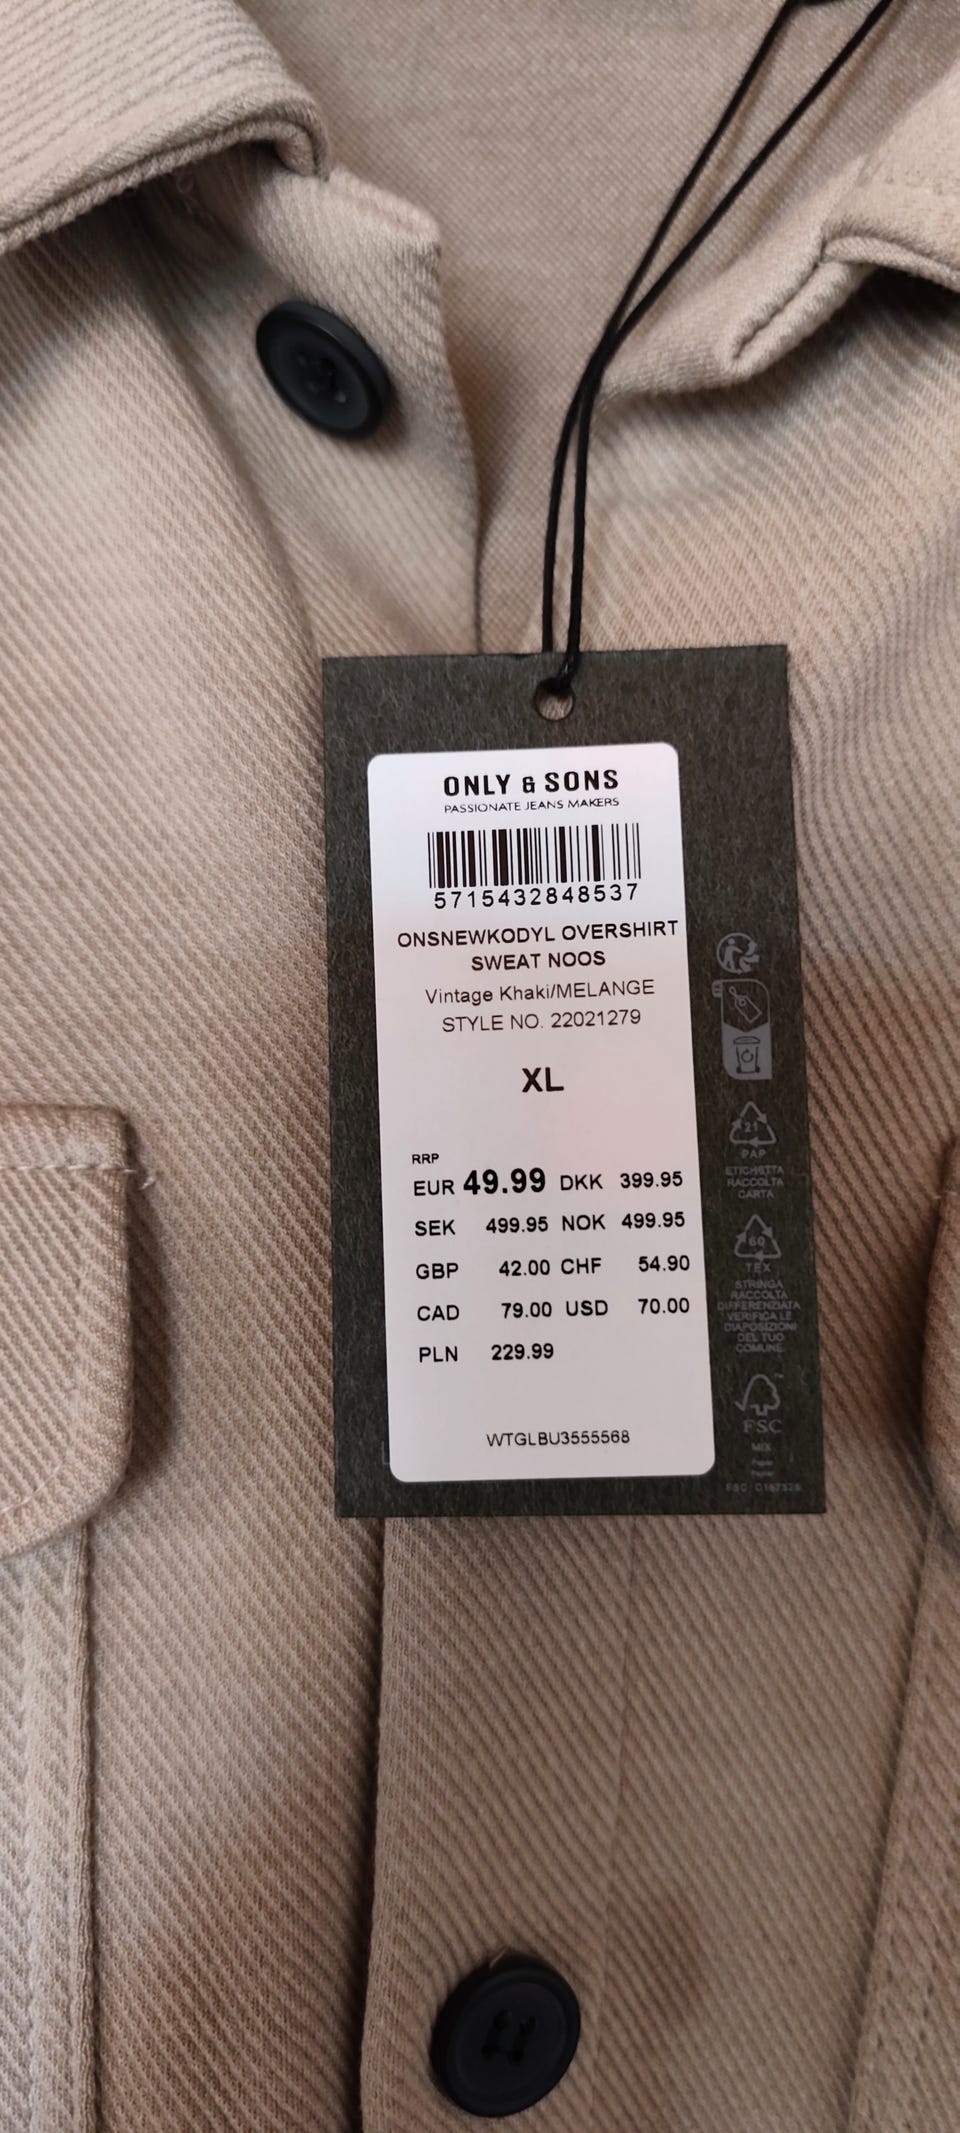 ONLY & SONS
PASSIONATE JEANS MAKERS
5715432848537
ONSNEWKODYL OVERSHIRT
SWEAT NOOS
Vintage Khaki/MELANGE
STYLE NO. 22021279
XL
RRP
EUR 49.99 DKK 399.95
SEK 499.95 NOK 499.95
GBP 42.00 CHF 54.90
CAD 79.00 USD 70.00
PLN 229.99
WTGLBU3555568
21
PAP
ETICHETTA
RACCOLTA
CARTA
60
TEX
STRINGA
RACCOLTA
DIFFERENZIATA
VERIFICA LE
DIAPOSIZIONI
DEL TUO
COMUNE
FSC
MIX